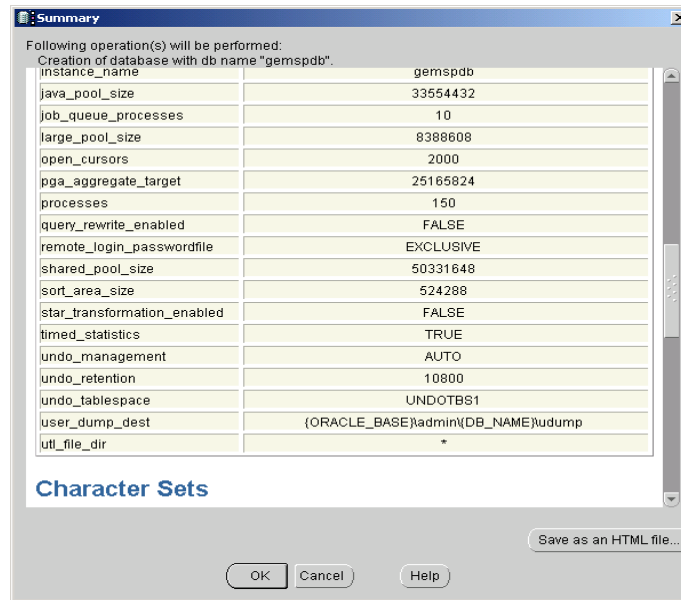 Summary
Following operation(s) will be performed:
Creation of database with db name "gemspdb".
instance_name gemspdb
java_pool_size 33554432
job_queue_processes 10
large_pool_size 8388608
open_cursors 2000
pga_aggregate_target 25165824
processes 150
query_rewrite_enabled FALSE
remote_login_passwordfile EXCLUSIVE
shared_pool_size 50331648
sort_area_size 524288
star_transformation_enabled FALSE
timed_statistics TRUE
undo_management AUTO
undo_retention 10800
undo_tablespace UNDOTBS1
user_dump_dest {ORACLE_BASE}\admin\{DB_NAME}\udump
utl_file_dir *
Character Sets
Save as an HTML file...
OK Cancel Help